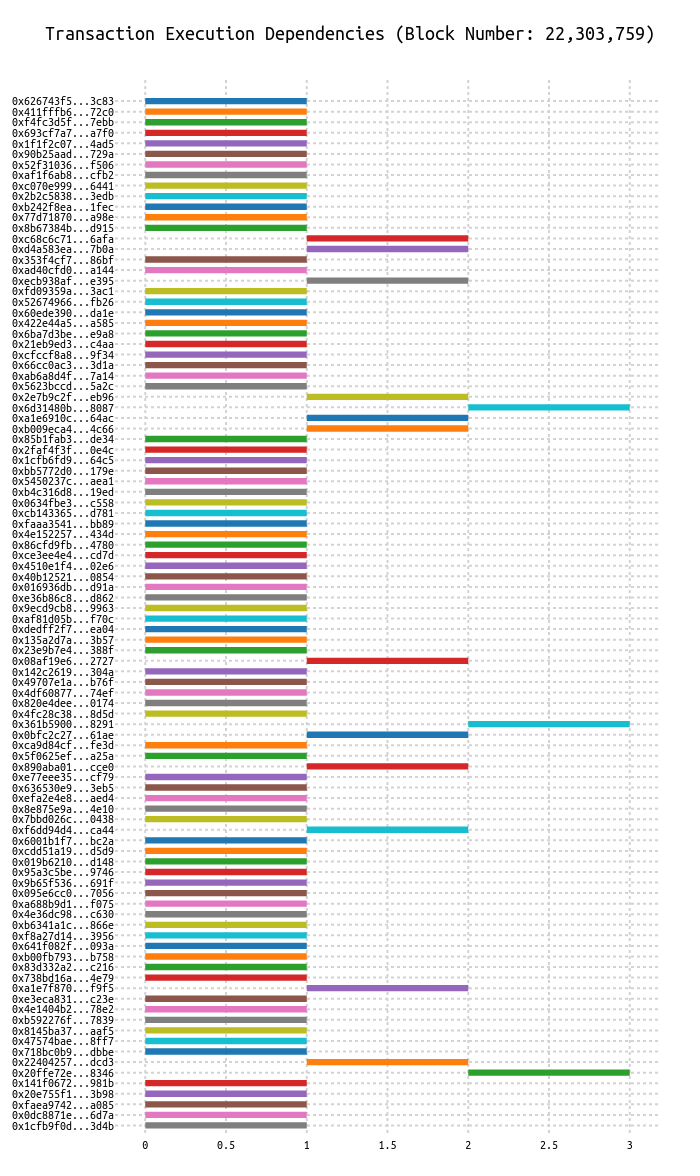 Transaction Execution Dependencies (Block Number: 22,303,759)
0x626743f5...3c83
0x411fffb6...72c0
0xf4fc3d5f...7ebb
0x693cf7a7...a7f0
0x1f1f2c07...4ad5
0x90b25aad...729a
0x52f31036...f506
0xaf1f6ab8...cfb2
0xc070e999...6441
0x2b2c5838...3edb
0xb242f8ea...1fec
0x77d71870...a98e
0x8b67384b...d915
0xc68c6c71...6afa
0xd4a583ea...7b0a
0x353f4cf7...86bf
0xad40cfd0...a144
0xecb938af...e395
0xfd09359a...3ac1
0x52674966...fb26
0x60ede390...da1e
0x422e44a5...a585
0x6ba7d3be...e9a8
0x21eb9ed3...c4aa
0xcfccf8a8...9f34
0x66cc0ac3...3d1a
0xab6a8d4f...7a14
0x5623bccd...5a2c
0x2e7b9c2f...eb96
0x6d31480b...8087
0xa1e6910c...64ac
0xb009eca4...4c66
0x85b1fab3...de34
0x2faf4f3f...0e4c
0x1cfb6fd9...64c5
0xbb5772d0...179e
0x5450237c...aea1
0xb4c316d8...19ed
0x0634fbe3...c558
0xcb143365...d781
0xfaaa3541...bb89
0x4e152257...434d
0x86cfd9fb...4780
0xce3ee4e4...cd7d
0x4510e1f4...02e6
0x40b12521...0854
0x016936db...d91a
0xe36b86c8...d862
0x9ecd9cb8...9963
0xaf81d05b...f70c
0xdedff2f7...ea04
0x135a2d7a...3b57
0x23e9b7e4...388f
0x08af19e6...2727
0x142c2619...304a
0x49707e1a...b76f
0x4df60877...74ef
0x820e4dee...0174
0x4fc28c38...8d5d
0x361b5900...8291
0x0bfc2c27...61ae
0xca9d84cf...fe3d
0x5f0625ef...a25a
0x890aba01...cce0
0xe77eee35...cf79
0x636530e9...3eb5
0xefa2e4e8...aed4
0x8e875e9a...4e10
0x7bbd026c...0438
0xf6dd94d4...ca44
0x6001b1f7...bc2a
0xcdd51a19...d5d9
0x019b6210...d148
0x95a3c5be...9746
0x9b65f536...691f
0x095e6cc0...7056
0xa688b9d1...f075
0x4e36dc98...c630
0xb6341a1c...866e
0xf8a27d14...3956
0x641f082f...093a
0xb00fb793...b758
0x83d332a2...c216
0x738bd16a...4e79
0xa1e7f870...f9f5
0xe3eca831...c23e
0x4e1404b2...78e2
0xb592276f...7839
0x8145ba37...aaf5
0x47574bae...8ff7
0x718bc0b9...dbbe
0x22404257...dcd3
0x20ffe72e...8346
0x141f0672...981b
0x20e755f1...3b98
0xfaea9742...a085
0x0dc8871e...6d7a
0x1cfb9f0d...3d4b
0 0.5 1 1.5 2 2.5 3